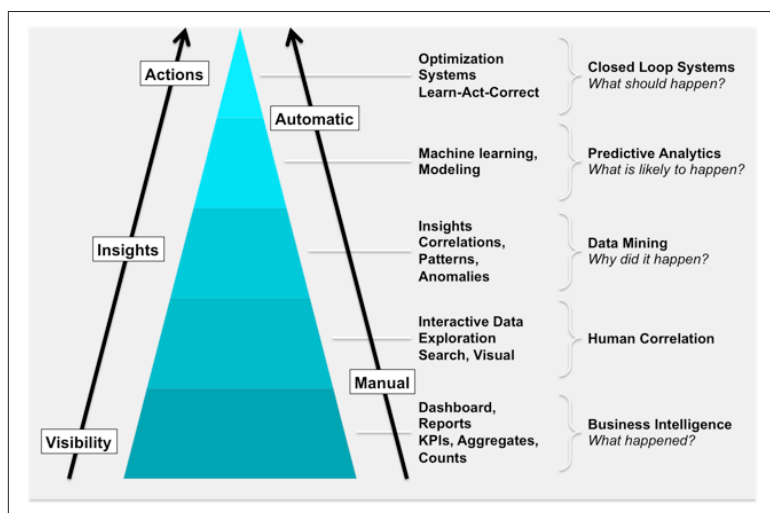 Actions
Insights
Visibility
Automatic
Manual
Optimization
Systems
Learn-Act-Correct
Closed Loop Systems
What should happen?
Machine learning,
Modeling
Predictive Analytics
What is likely to happen?
Insights
Correlations,
Patterns,
Anomalies
Data Mining
Why did it happen?
Interactive Data
Exploration
Search, Visual
Human Correlation
Dashboard,
Reports
KPIs, Aggregates,
Counts
Business Intelligence
What happened?